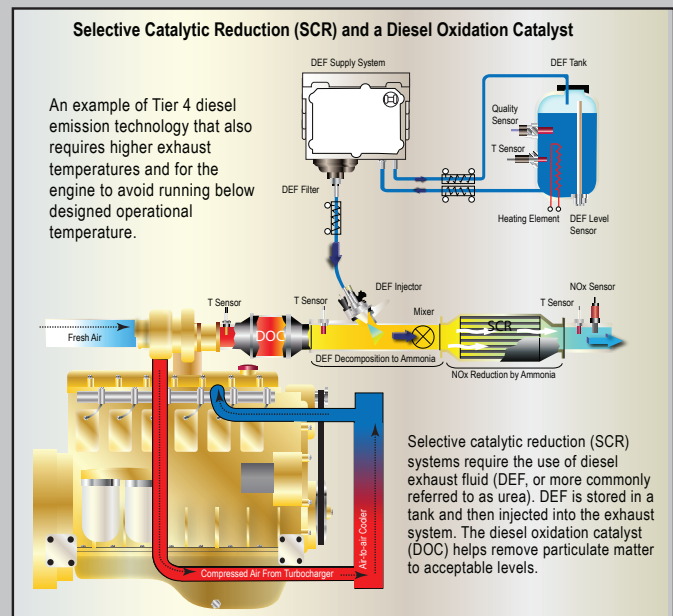 Selective Catalytic Reduction (SCR) and a Diesel Oxidation Catalyst
DEF Supply System
DEF Tank
An example of Tier 4 diesel
emission technology that also
requires higher exhaust
temperatures and for the
engine to avoid running below
designed operational
temperature.
Quality
Sensor
T Sensor
DEF Filter
Heating Element
DEF Level
Sensor
DEF Injector
NOx Sensor
T Sensor
T Sensor
Mixer
T Sensor
Fresh Air
DOC
SCR
DEF Decomposition to Ammonia
NOx Reduction by Ammonia
Air-to-air Cooler
Compressed Air From Turbocharger
Selective catalytic reduction (SCR)
systems require the use of diesel
exhaust fluid (DEF, or more commonly
referred to as urea). DEF is stored in a
tank and then injected into the exhaust
system. The diesel oxidation catalyst
(DOC) helps remove particulate matter
to acceptable levels.